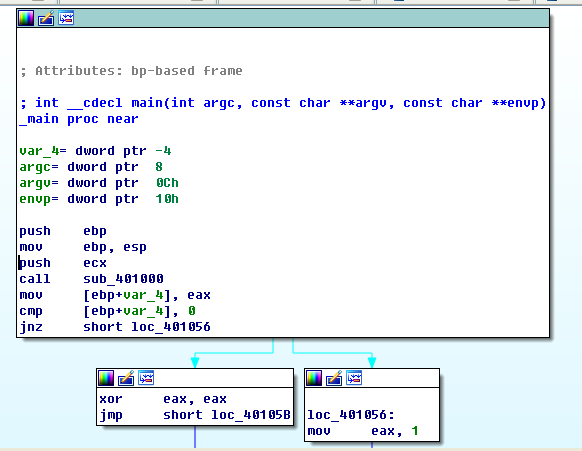 ; Attributes: bp-based frame
; int __cdecl main(int argc, const char **argv, const char **envp)
_main proc near
var_4= dword ptr -4
argc= dword ptr  8
argv= dword ptr  0Ch
envp= dword ptr  10h
push    ebp
mov     ebp, esp
push    ecx
call    sub_401000
mov     [ebp+var_4], eax
cmp     [ebp+var_4], 0
jnz     short loc_401056
xor     eax, eax
jmp     short loc_40105B
loc_401056:
mov     eax, 1